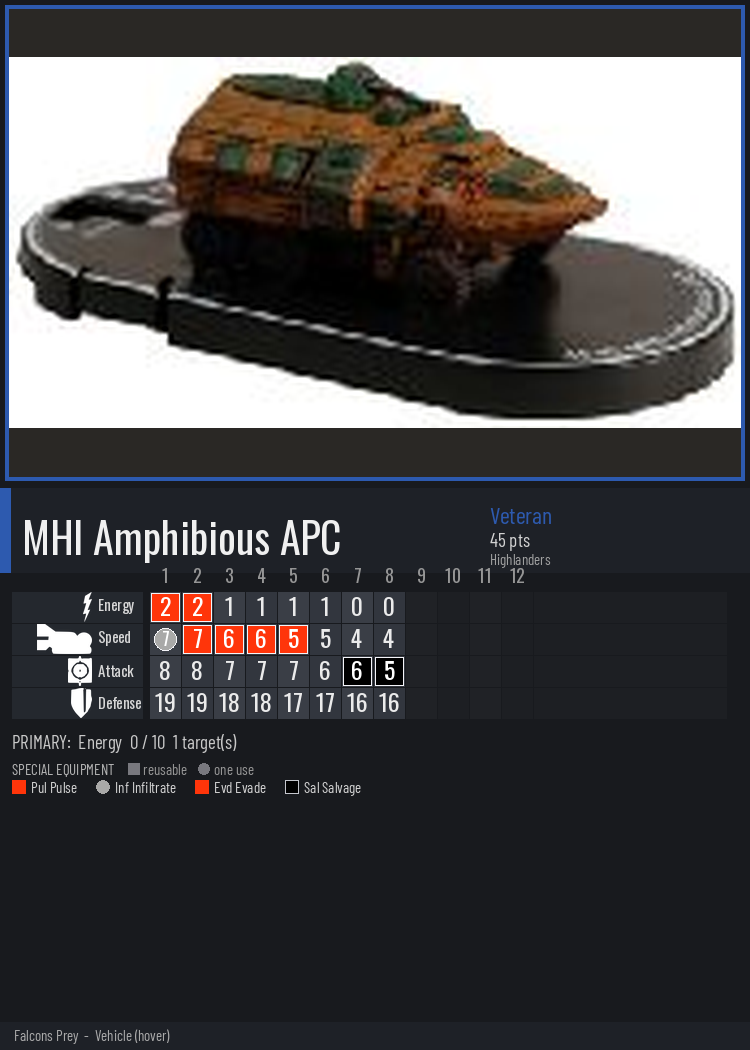 MHI Amphibious APC
Veteran
45 pts
Highlanders
1 2 3 4 5 6 7 8 9 10 11 12
Energy 2 2 1 1 1 1 0 0
Speed 7 7 6 6 5 5 4 4
Attack 8 8 7 7 7 6 6 5
Defense 19 19 18 18 17 17 16 16
PRIMARY: Energy 0 / 10 1 target(s)
SPECIAL EQUIPMENT reusable one use
Pul Pulse Inf Infiltrate Evd Evade Sal Salvage
Falcons Prey - Vehicle (hover)